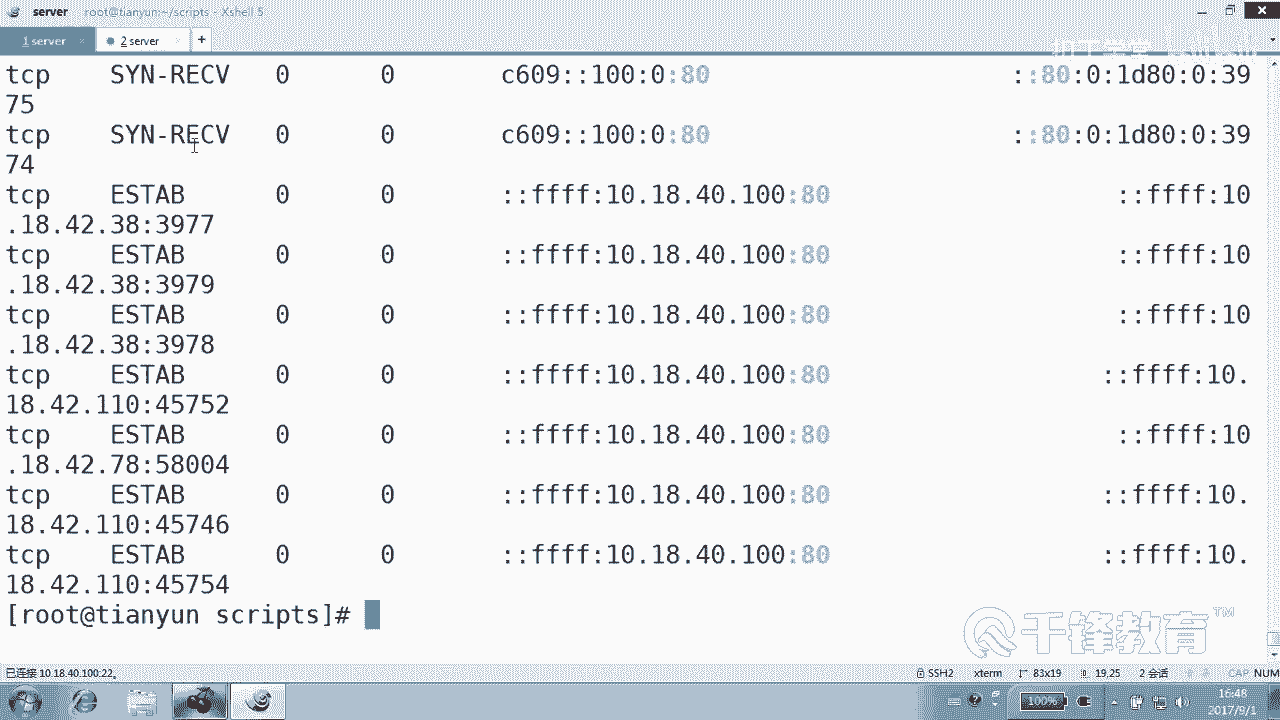 server root@tianyun:~/scripts - Xshell 5
1 server × 2 server × +
tcp SYN-RECV 0 0 c609::100:0:80 ::80:0:1d80:0:39
75
tcp SYN-RECV 0 0 c609::100:0:80 ::80:0:1d80:0:39
74
tcp ESTAB 0 0 ::ffff:10.18.40.100:80 ::ffff:10
.18.42.38:3977
tcp ESTAB 0 0 ::ffff:10.18.40.100:80 ::ffff:10
.18.42.38:3979
tcp ESTAB 0 0 ::ffff:10.18.40.100:80 ::ffff:10
.18.42.38:3978
tcp ESTAB 0 0 ::ffff:10.18.40.100:80 ::ffff:10.
18.42.110:45752
tcp ESTAB 0 0 ::ffff:10.18.40.100:80 ::ffff:10
.18.42.78:58004
tcp ESTAB 0 0 ::ffff:10.18.40.100:80 ::ffff:10.
18.42.110:45746
tcp ESTAB 0 0 ::ffff:10.18.40.100:80 ::ffff:10.
18.42.110:45754
[root@tianyun scripts]#
千锋教育™
已连接 10.18.40.100:22。 SSH2 xterm 83x19 19,25 2 会话 CAP NUM
100% 16:48
2017/9/1